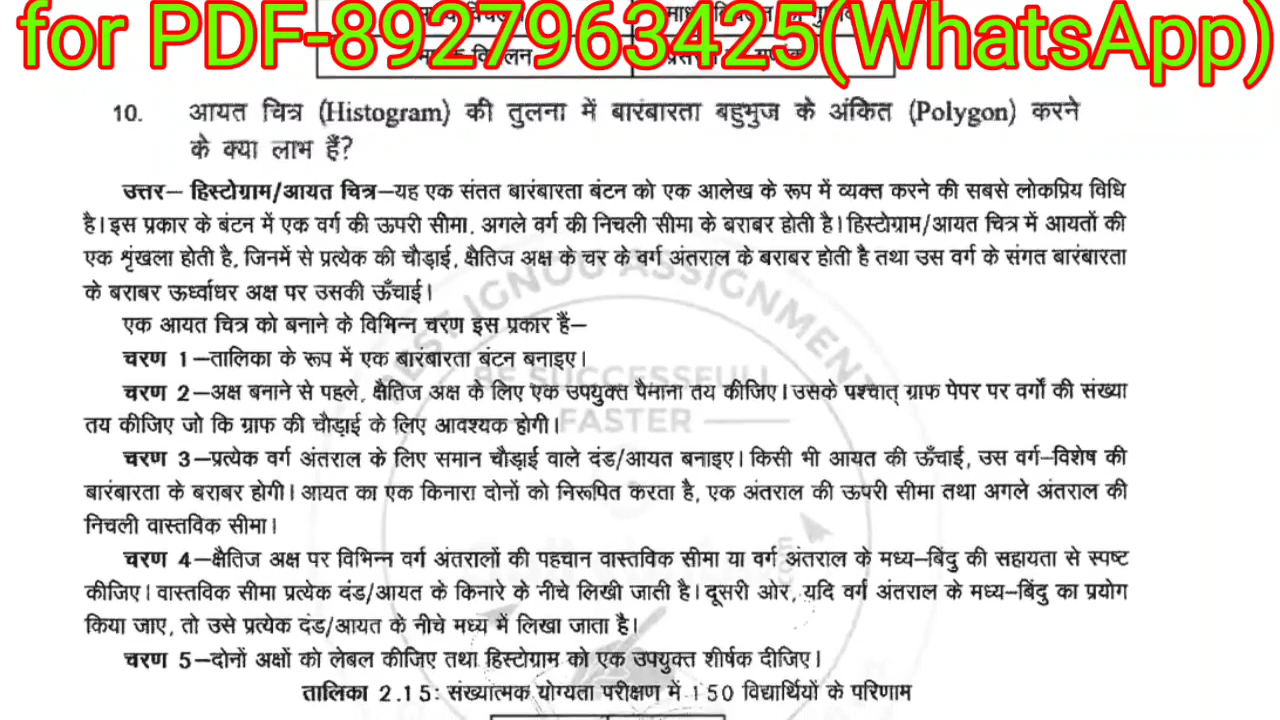 for PDF-8927963425(WhatsApp)
10. आयत चित्र (Histogram) की तुलना में बारंबारता बहुभुज के अंकित (Polygon) करने
के क्या लाभ हैं?
उत्तर– हिस्टोग्राम/आयत चित्र–यह एक संतत बारंबारता बंटन को एक आलेख के रूप में व्यक्त करने की सबसे लोकप्रिय विधि
है। इस प्रकार के बंटन में एक वर्ग की ऊपरी सीमा, अगले वर्ग की निचली सीमा के बराबर होती है। हिस्टोग्राम/आयत चित्र में आयतों की
एक शृंखला होती है, जिनमें से प्रत्येक की चौड़ाई, क्षैतिज अक्ष के चर के वर्ग अंतराल के बराबर होती है तथा उस वर्ग के संगत बारंबारता
के बराबर ऊर्ध्वाधर अक्ष पर उसकी ऊँचाई।
एक आयत चित्र को बनाने के विभिन्न चरण इस प्रकार हैं–
चरण 1–तालिका के रूप में एक बारंबारता बंटन बनाइए।
चरण 2–अक्ष बनाने से पहले, क्षैतिज अक्ष के लिए एक उपयुक्त पैमाना तय कीजिए। उसके पश्चात् ग्राफ पेपर पर वर्गों की संख्या
तय कीजिए जो कि ग्राफ की चौड़ाई के लिए आवश्यक होगी।
चरण 3–प्रत्येक वर्ग अंतराल के लिए समान चौड़ाई वाले दंड/आयत बनाइए। किसी भी आयत की ऊँचाई, उस वर्ग–विशेष की
बारंबारता के बराबर होगी। आयत का एक किनारा दोनों को निरूपित करता है, एक अंतराल की ऊपरी सीमा तथा अगले अंतराल की
निचली वास्तविक सीमा।
चरण 4–क्षैतिज अक्ष पर विभिन्न वर्ग अंतरालों की पहचान वास्तविक सीमा या वर्ग अंतराल के मध्य–बिंदु की सहायता से स्पष्ट
कीजिए। वास्तविक सीमा प्रत्येक दंड/आयत के किनारे के नीचे लिखी जाती है। दूसरी ओर, यदि वर्ग अंतराल के मध्य–बिंदु का प्रयोग
किया जाए, तो उसे प्रत्येक दंड/आयत के नीचे मध्य में लिखा जाता है।
चरण 5–दोनों अक्षों को लेबल कीजिए तथा हिस्टोग्राम को एक उपयुक्त शीर्षक दीजिए।
तालिका 2.15: संख्यात्मक योग्यता परीक्षण में 150 विद्यार्थियों के परिणाम
BEST IGNOU ASSIGNMENT
BE SUCCESSFULL
FASTER